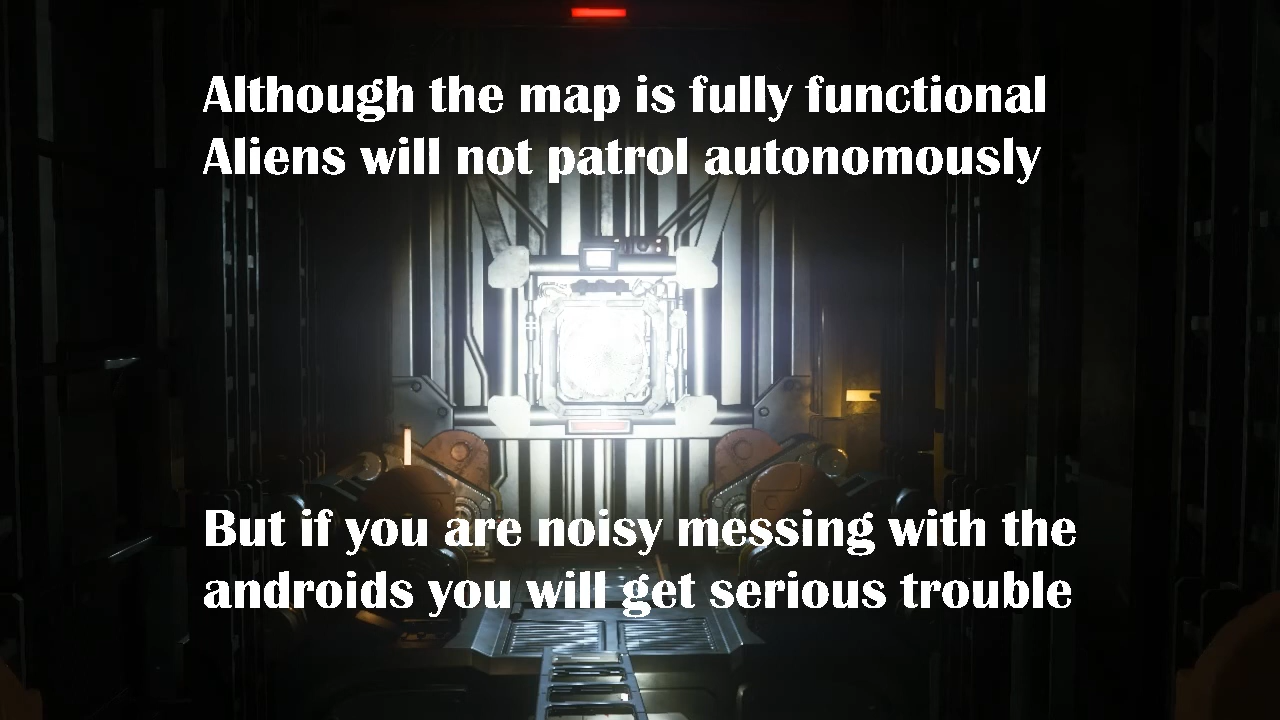 Although the map is fully functional
Aliens will not patrol autonomously
But if you are noisy messing with the
androids you will get serious trouble